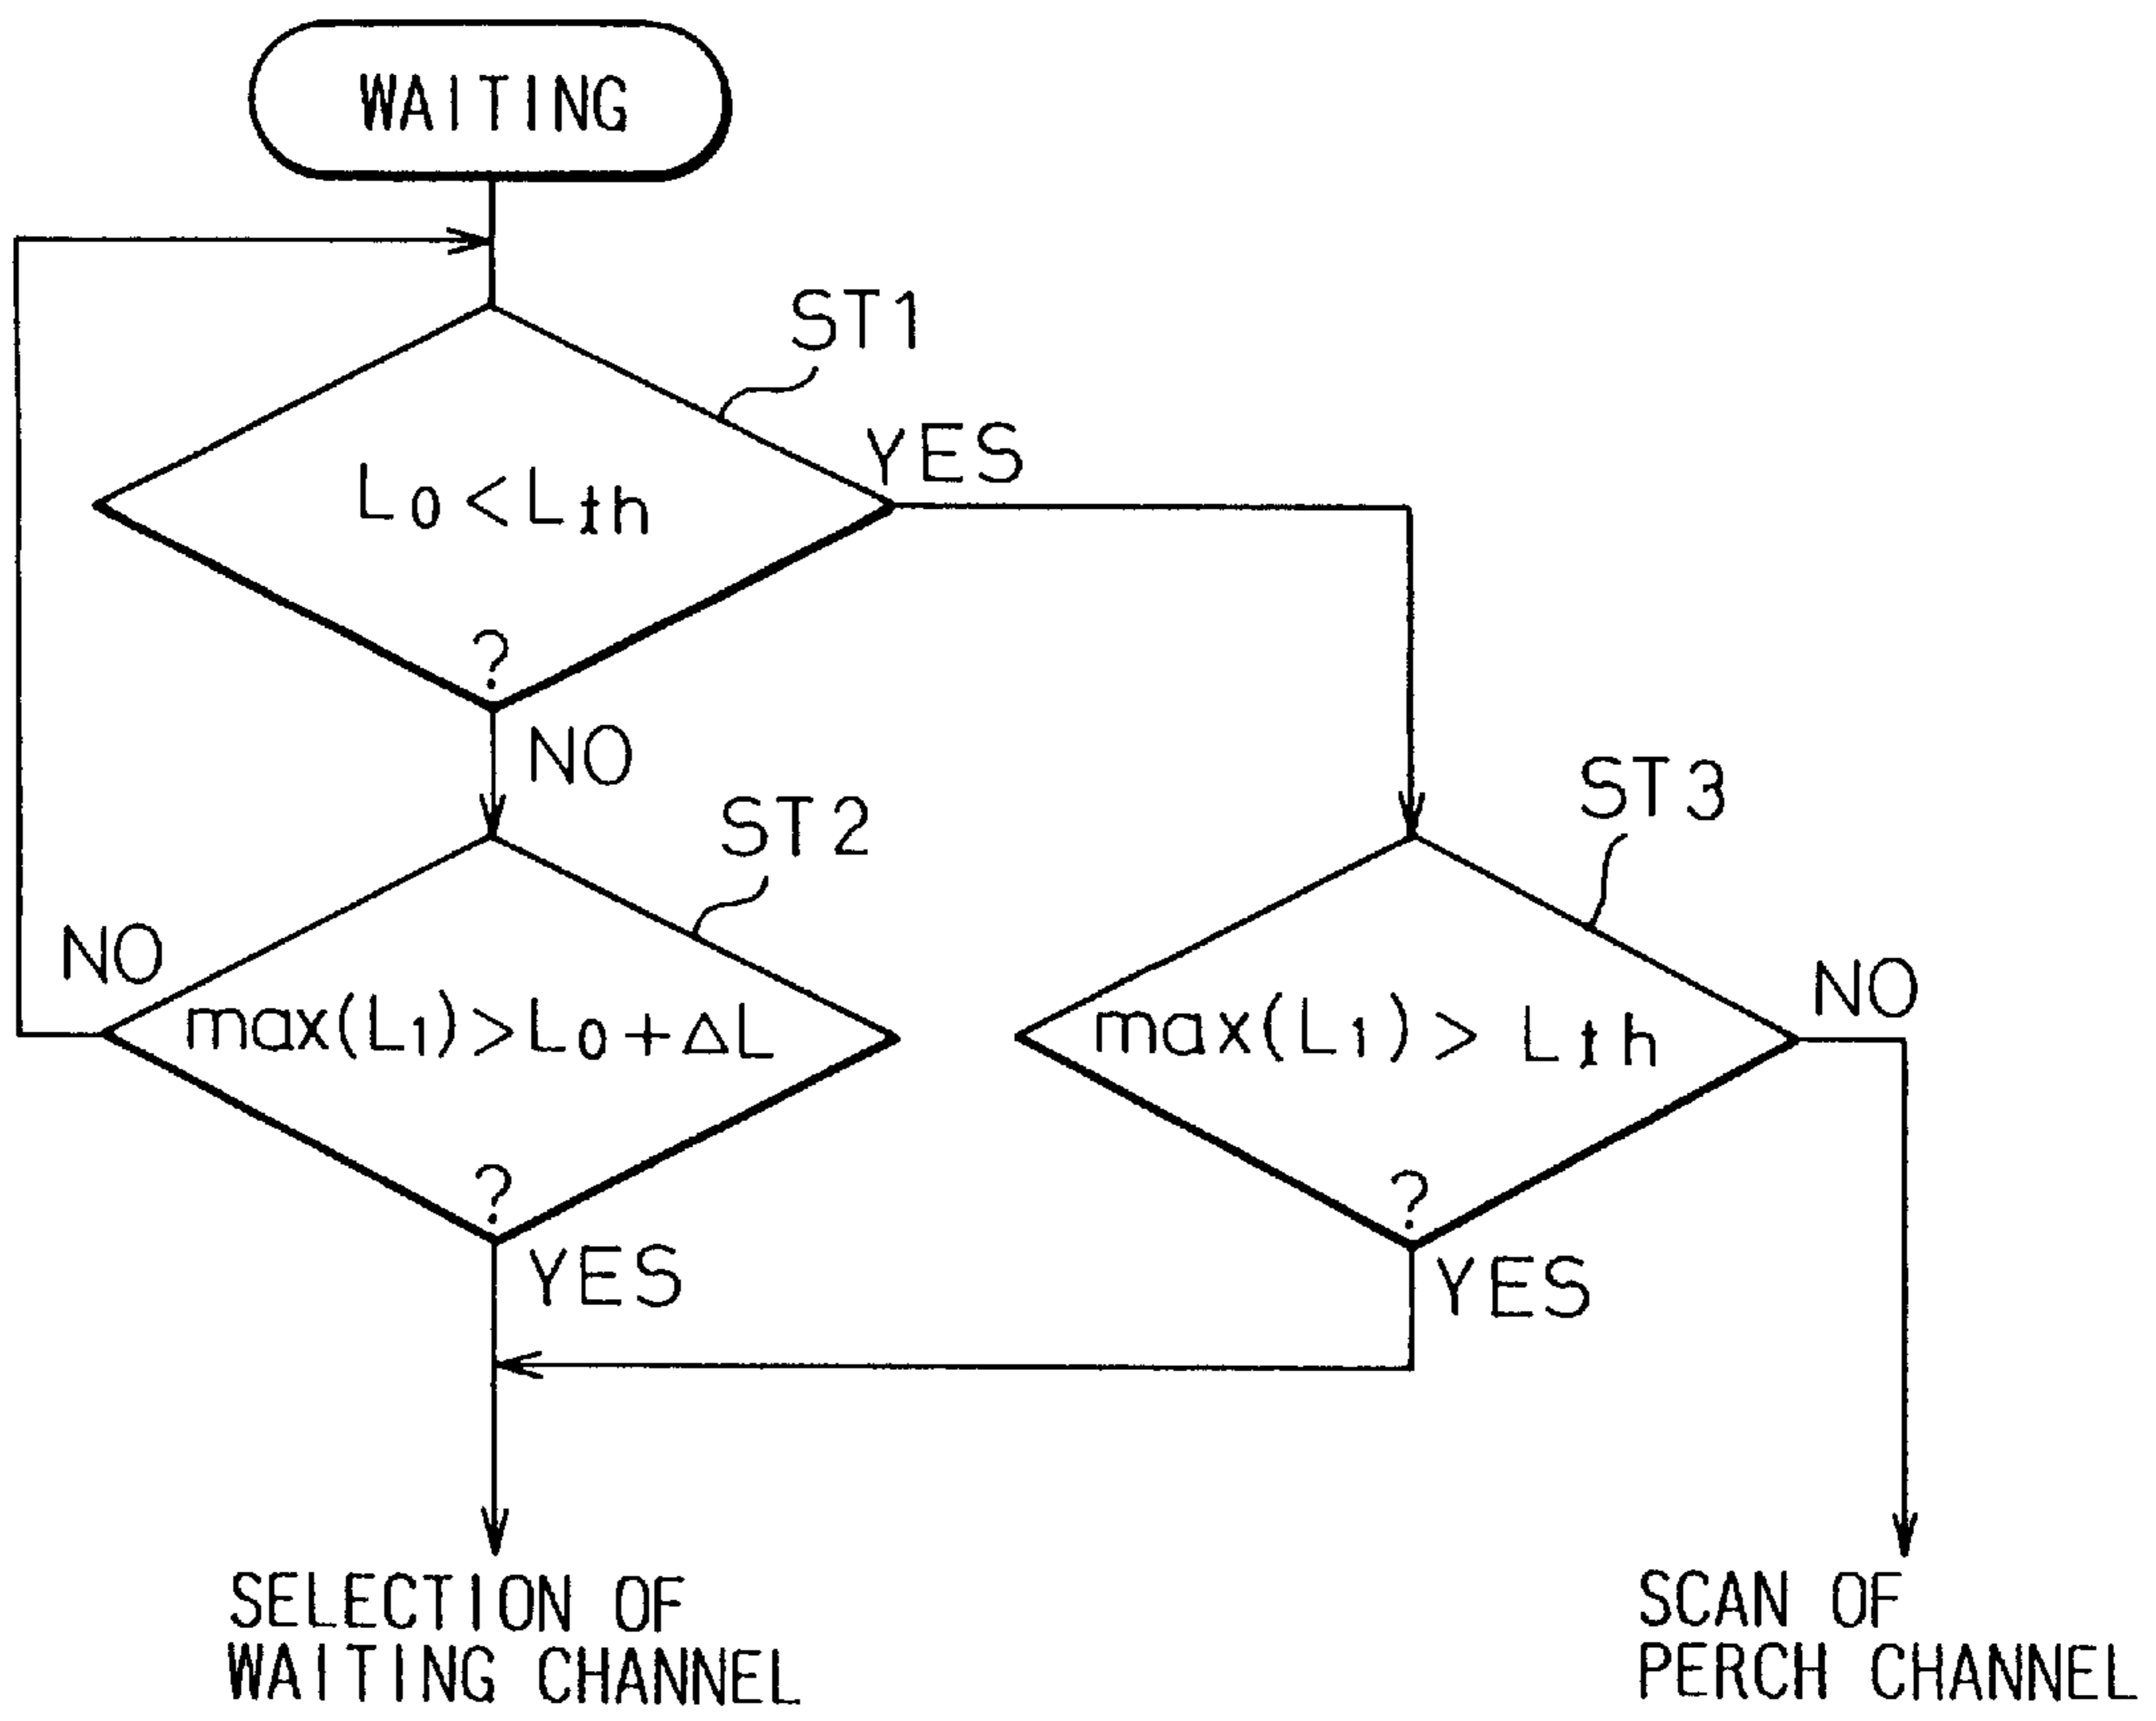 WAITING
ST1
YES
L0<Lth
?
NO
ST2
ST3
NO
max(L1)>L0+ΔL
?
YES
max(L1)> Lth
NO
?
YES
SELECTION OF
WAITING CHANNEL
SCAN OF
PERCH CHANNEL